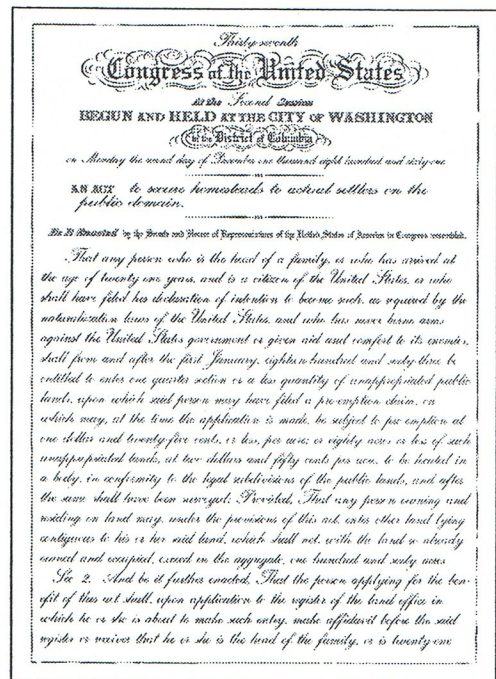 Thirty-seventh
Congress of the United States
At the Second Session
BEGUN AND HELD AT THE CITY OF WASHINGTON
in the District of Columbia
on Monday the second day of December one thousand eight hundred and sixty-one
AN ACT to secure homesteads to actual settlers on the
public domain.
Be It Enacted by the Senate and House of Representatives of the United States of America in Congress assembled,
That any person who is the head of a family, or who has arrived at
the age of twenty one years, and is a citizen of the United States, or who
shall have filed his declaration of intention to become such, as required by the
naturalization laws of the United States, and who has never borne arms
against the United States government or given aid and comfort to its enemies,
shall from and after the first January, eighteen hundred and sixty-three be
entitled to enter one quarter section or a less quantity of unappropriated public
lands, upon which said person may have filed a pre-emption claim, or
which may, at the time the application is made, be subject to pre emption at
one dollar and twenty-five cents, or less, per acre; or eighty acres or less of such
unappropriated lands, at two dollars and fifty cents per acre, to be located in
a body, in conformity to the legal subdivisions of the public lands, and after
the same shall have been surveyed: Provided, That any person owning and
residing on land may, under the provisions of this act, enter other land lying
contiguous to his or her said land, which shall not, with the land so already
owned and occupied, exceed in the aggregate one hundred and sixty acres
Sec 2. And be it further enacted, That the person applying for the ben-
efit of this act shall, upon application to the register of the land office in
which he or she is about to make such entry, make affidavit before the said
register or receiver that he or she is the head of the family, or is twenty-one